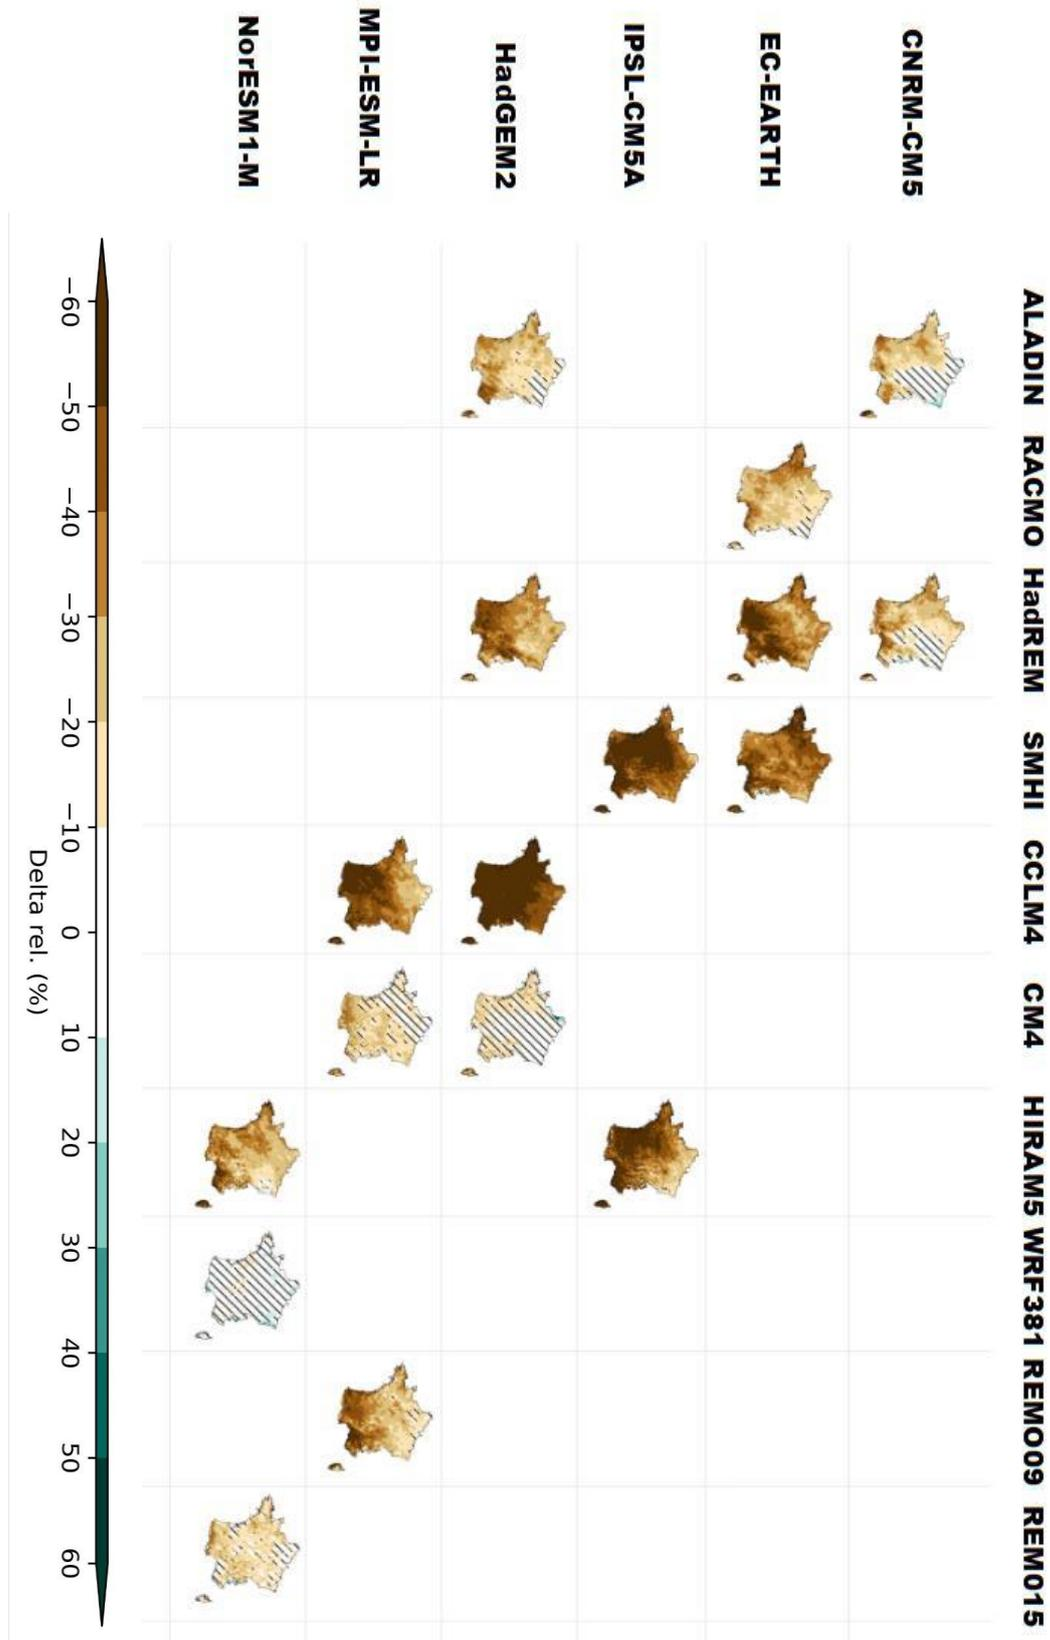 ALADIN RACMO HadREM SMHI CCLM4 CM4 HIRAM5 WRF381 REMO09 REMO15
CNRM-CM5
EC-EARTH
IPSL-CM5A
HadGEM2
MPI-ESM-LR
NorESM1-M
−60 −50 −40 −30 −20 −10 0 10 20 30 40 50 60
Delta rel. (%)